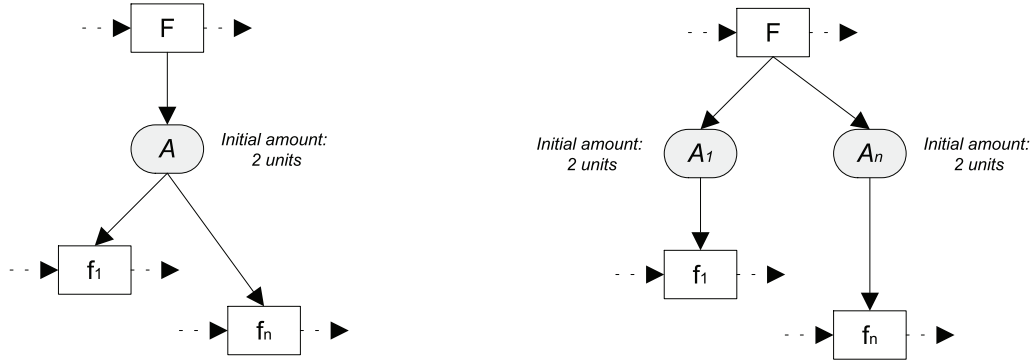 F
A
Initial amount:
2 units
f1
fn
F
Initial amount:
2 units
A1
An
Initial amount:
2 units
f1
fn